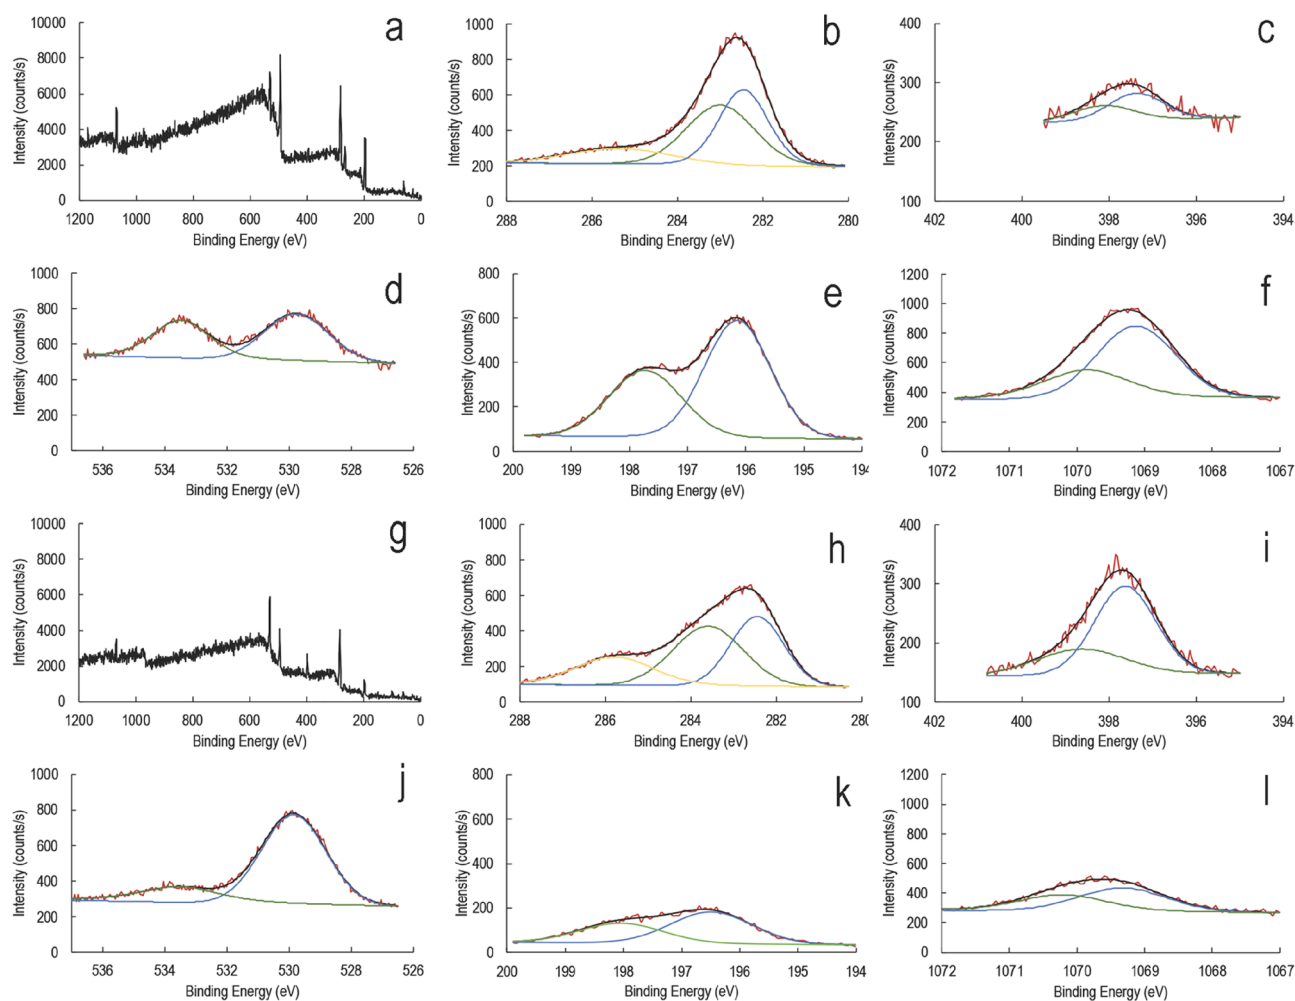 a
Intensity (counts/s)
10000
8000
6000
4000
2000
0
1200 1000 800 600 400 200 0
Binding Energy (eV)
b
Intensity (counts/s)
1000
800
600
400
200
0
288 286 284 282 280
Binding Energy (eV)
c
Intensity (counts/s)
400
300
200
100
402 400 398 396 394
Binding Energy (eV)
d
Intensity (counts/s)
1000
800
600
400
200
0
536 534 532 530 528 526
Binding Energy (eV)
e
Intensity (counts/s)
800
600
400
200
0
200 199 198 197 196 195 194
Binding Energy (eV)
f
Intensity (counts/s)
1200
1000
800
600
400
200
0
1072 1071 1070 1069 1068 1067
Binding Energy (eV)
g
Intensity (counts/s)
10000
8000
6000
4000
2000
0
1200 1000 800 600 400 200 0
Binding Energy (eV)
h
Intensity (counts/s)
1000
800
600
400
200
0
288 286 284 282 28
Binding Energy (eV)
i
Intensity (counts/s)
400
300
200
100
402 400 398 396 394
Binding Energy (eV)
j
Intensity (counts/s)
1000
800
600
400
200
0
536 534 532 530 528 526
Binding Energy (eV)
k
Intensity (counts/s)
800
600
400
200
0
200 199 198 197 196 195 194
Binding Energy (eV)
l
Intensity (counts/s)
1200
1000
800
600
400
200
0
1072 1071 1070 1069 1068 1067
Binding Energy (eV)